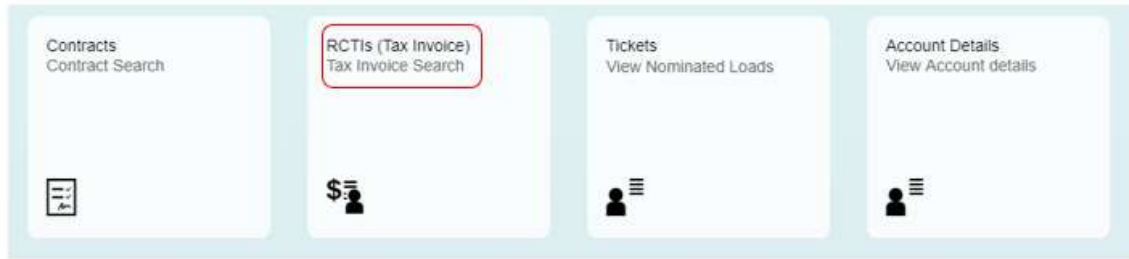 Contracts
Contract Search
RCTIs (Tax Invoice)
Tax Invoice Search
Tickets
View Nominated Loads
Account Details
View Account details
$